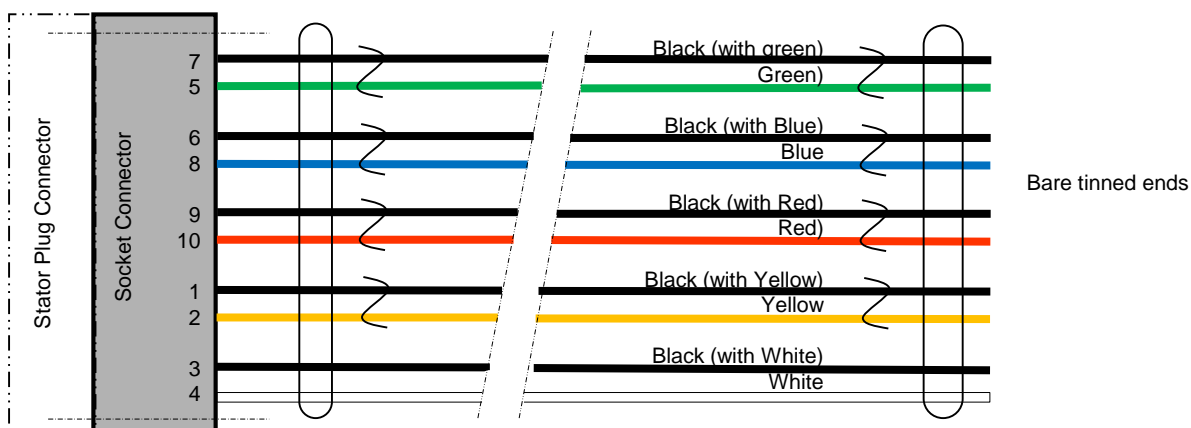 Stator Plug Connector
Socket Connector
7 Black (with green)
5 Green)
6 Black (with Blue)
8 Blue
9 Black (with Red)
10 Red)
1 Black (with Yellow)
2 Yellow
3 Black (with White)
4 White
Bare tinned ends